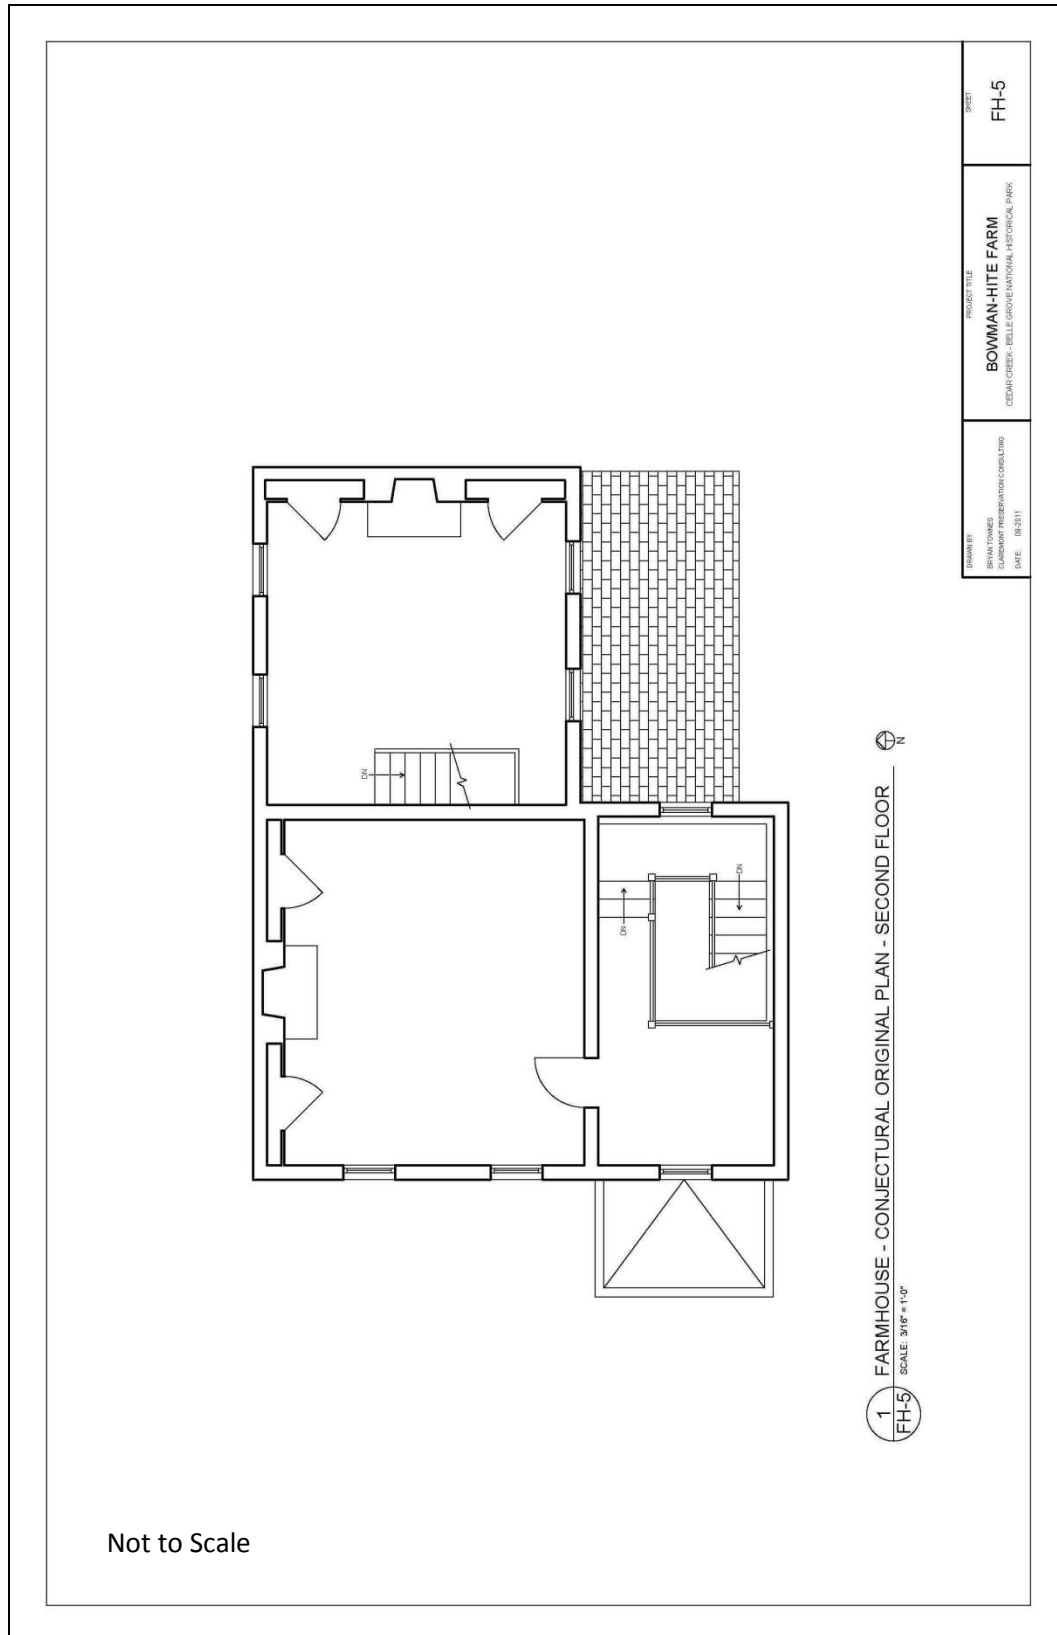 SHEET
FH-5
PROJECT TITLE
BOWMAN-HITE FARM
CEDAR CREEK - BELLE GROVE NATIONAL HISTORICAL PARK
DRAWN BY
BRYAN TOWNES
CLAREMONT PRESERVATION CONSULTING
DATE: 09-2011
DN
DN
DN
1
FH-5
FARMHOUSE - CONJECTURAL ORIGINAL PLAN - SECOND FLOOR
SCALE: 3/16" = 1'-0"
N
Not to Scale